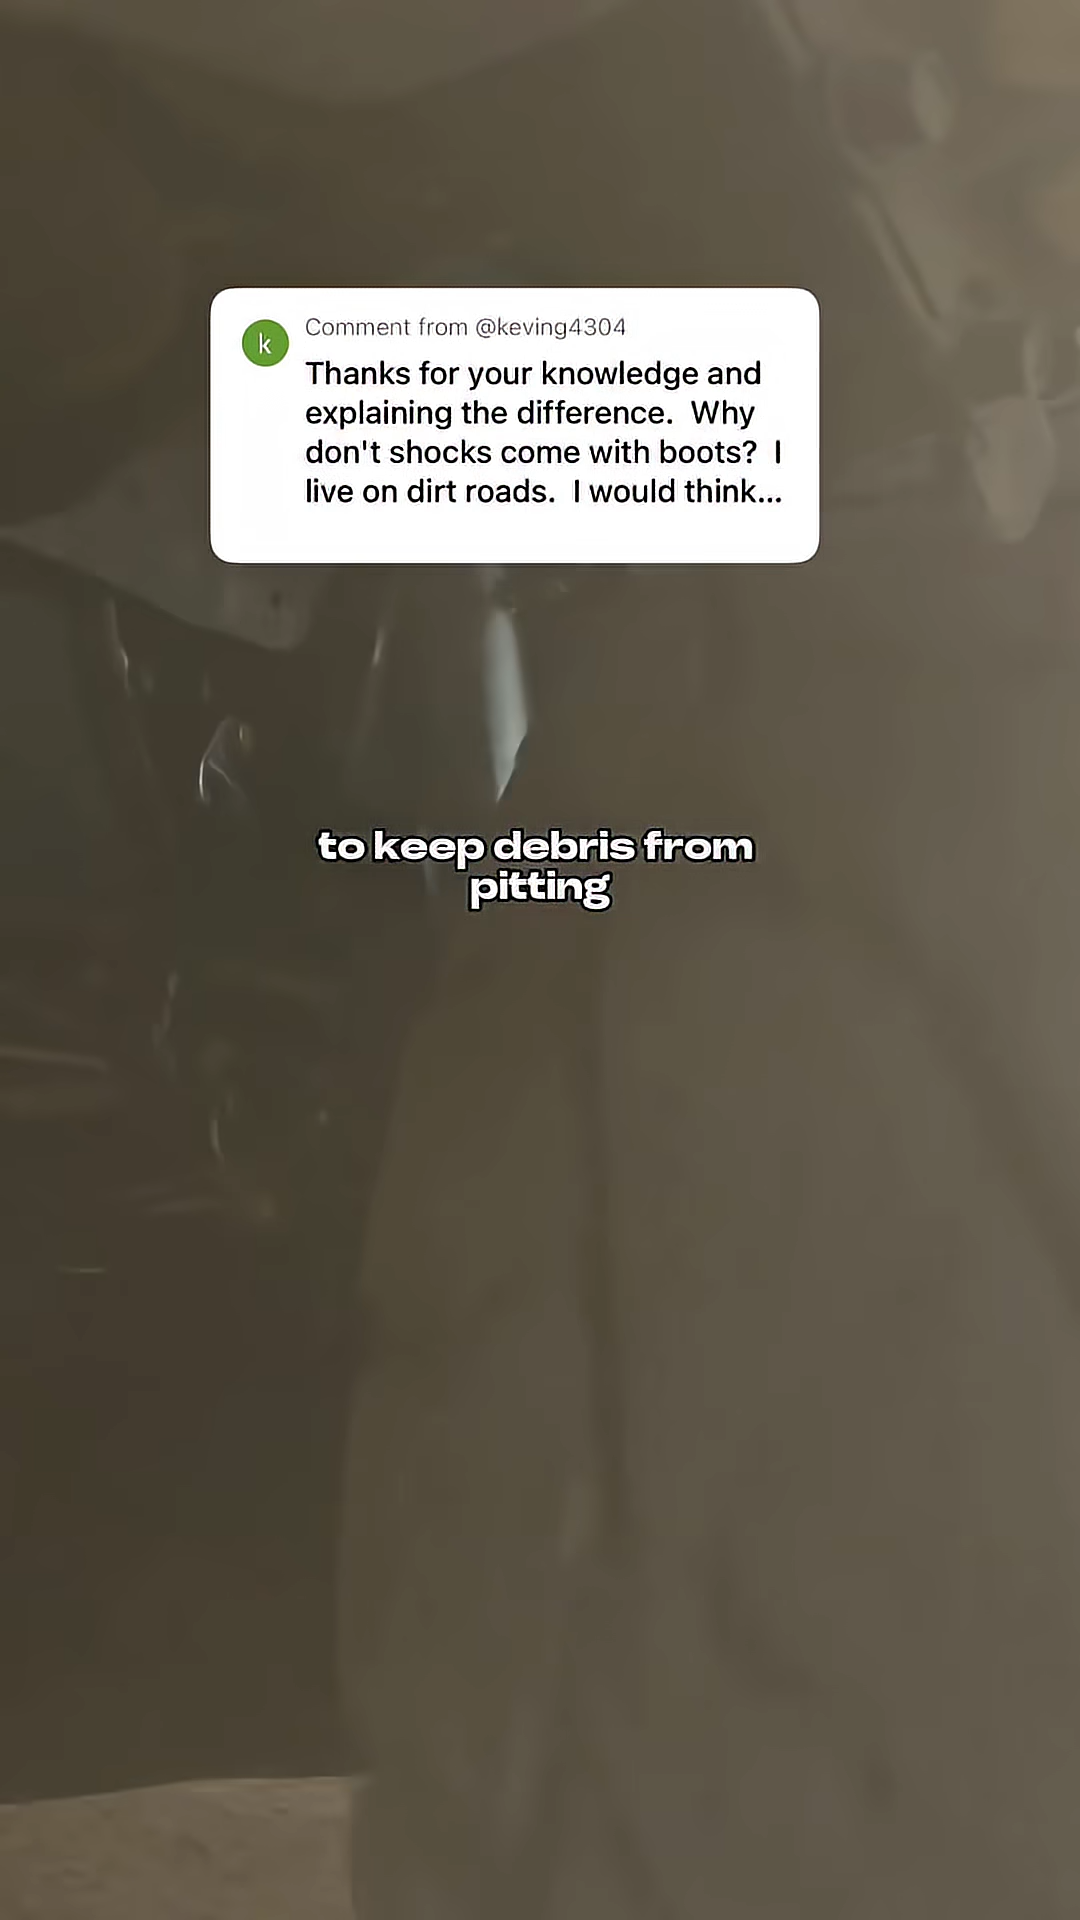 k
Comment from @keving4304
Thanks for your knowledge and
explaining the difference.  Why
don't shocks come with boots?  I
live on dirt roads.  I would think...
to keep debris from
pitting